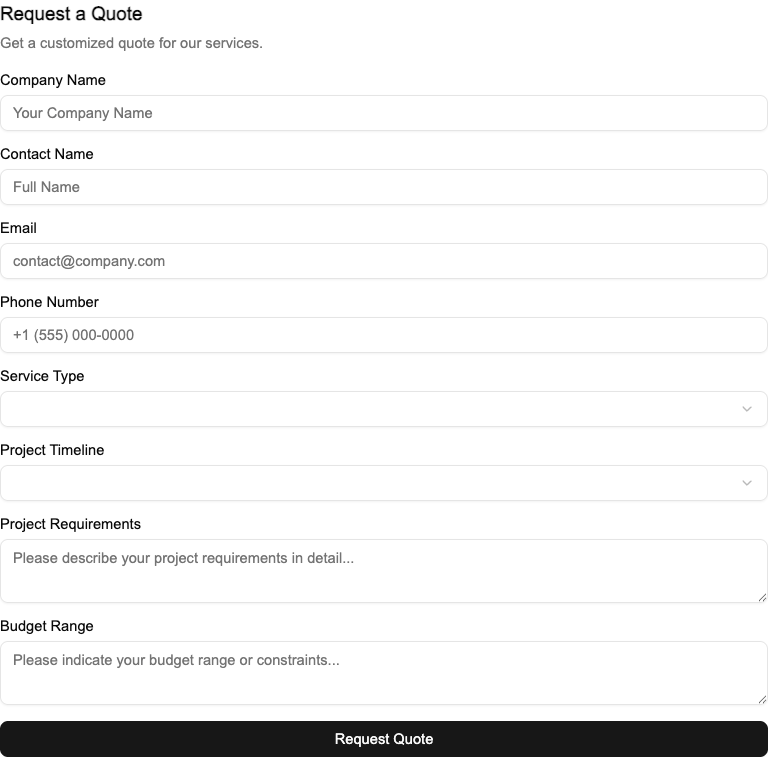 Request a Quote
Get a customized quote for our services.
Company Name
Your Company Name
Contact Name
Full Name
Email
contact@company.com
Phone Number
+1 (555) 000-0000
Service Type
Project Timeline
Project Requirements
Please describe your project requirements in detail...
Budget Range
Please indicate your budget range or constraints...
Request Quote